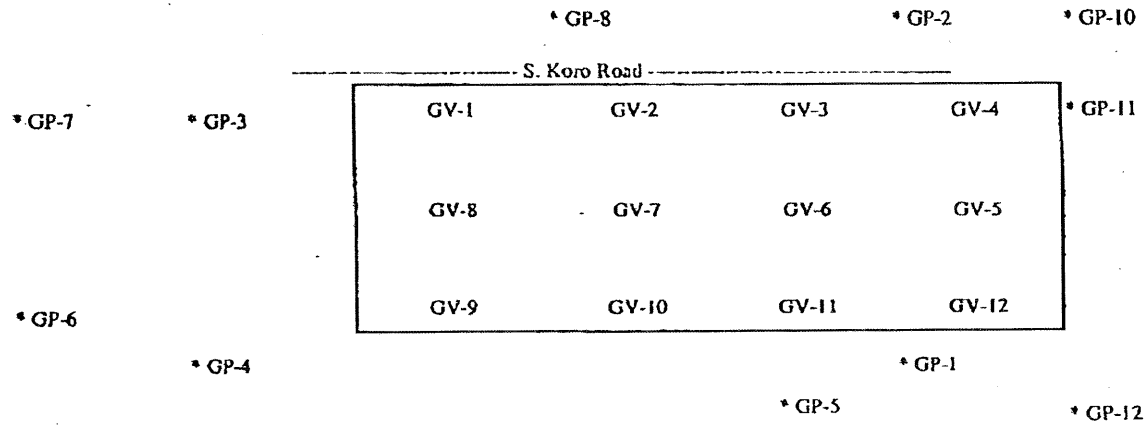 * GP-8 * GP-2 * GP-10
S. Koro Road
* GP-7 * GP-3 GV-1 GV-2 GV-3 GV-4 * GP-11
GV-8 GV-7 GV-6 GV-5
* GP-6 GV-9 GV-10 GV-11 GV-12
* GP-4 * GP-1
* GP-5 * GP-12